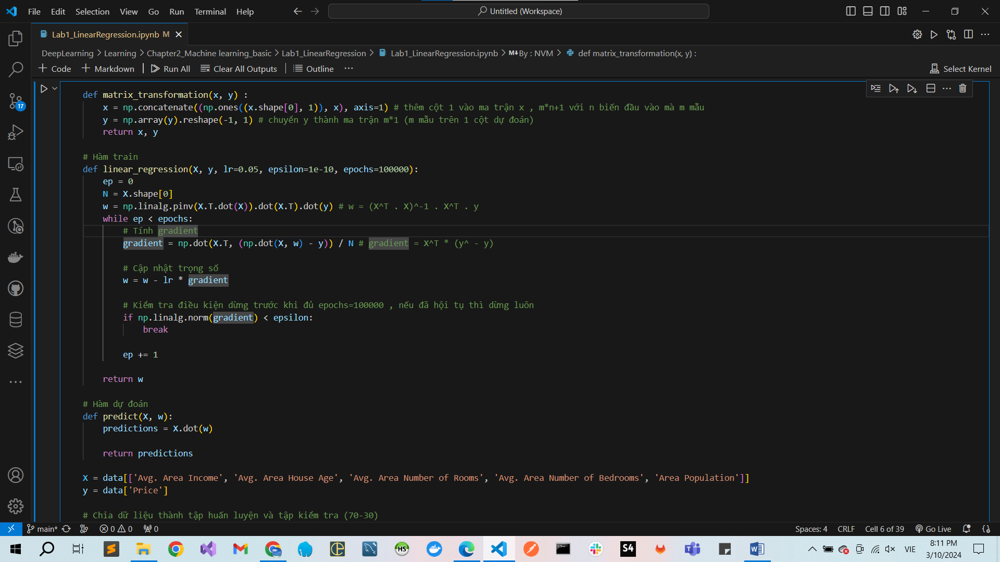 File Edit Selection View Go Run Terminal Help
Untitled (Workspace)
Lab1_LinearRegression.ipynb M
DeepLearning > Learning > Chapter2_Machine learning_basic > Lab1_LinearRegression > Lab1_LinearRegression.ipynb > M↓By : NVM > def matrix_transformation(x, y) :
+ Code + Markdown | Run All Clear All Outputs | Outline ···
Select Kernel
def matrix_transformation(x, y) :
x = np.concatenate((np.ones((x.shape[0], 1)), x), axis=1) # thêm cột 1 vào ma trận x , m*n+1 với n biến đầu vào mà m mẫu
y = np.array(y).reshape(-1, 1) # chuyển y thành ma trận m*1 (m mẫu trên 1 cột dự đoán)
return x, y
# Hàm train
def linear_regression(X, y, lr=0.05, epsilon=1e-10, epochs=100000):
ep = 0
N = X.shape[0]
w = np.linalg.pinv(X.T.dot(X)).dot(X.T).dot(y) # w = (X^T . X)^-1 . X^T . y
while ep < epochs:
# Tính gradient
gradient = np.dot(X.T, (np.dot(X, w) - y)) / N # gradient = X^T * (y^ - y)
# Cập nhật trọng số
w = w - lr * gradient
# Kiểm tra điều kiện dừng trước khi đủ epochs=100000 , nếu đã hội tụ thì dừng luôn
if np.linalg.norm(gradient) < epsilon:
break
ep += 1
return w
# Hàm dự đoán
def predict(X, w):
predictions = X.dot(w)
return predictions
X = data[['Avg. Area Income', 'Avg. Area House Age', 'Avg. Area Number of Rooms', 'Avg. Area Number of Bedrooms', 'Area Population']]
y = data['Price']
# Chia dữ liệu thành tập huấn luyện và tập kiểm tra (70-30)
17
main* 0 0 0
Spaces: 4 CRLF Cell 6 of 39 Go Live
HS
S4
VIE
8:11 PM
3/10/2024